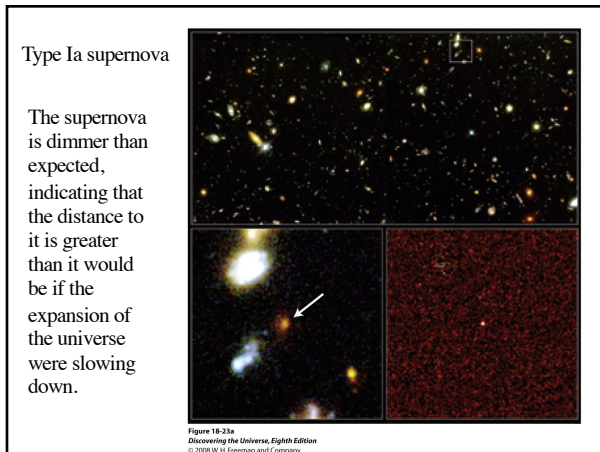 Type Ia supernova
The supernova
is dimmer than
expected,
indicating that
the distance to
it is greater
than it would
be if the
expansion of
the universe
were slowing
down.
Figure 18-23a
Discovering the Universe, Eighth Edition
© 2008 W. H. Freeman and Company